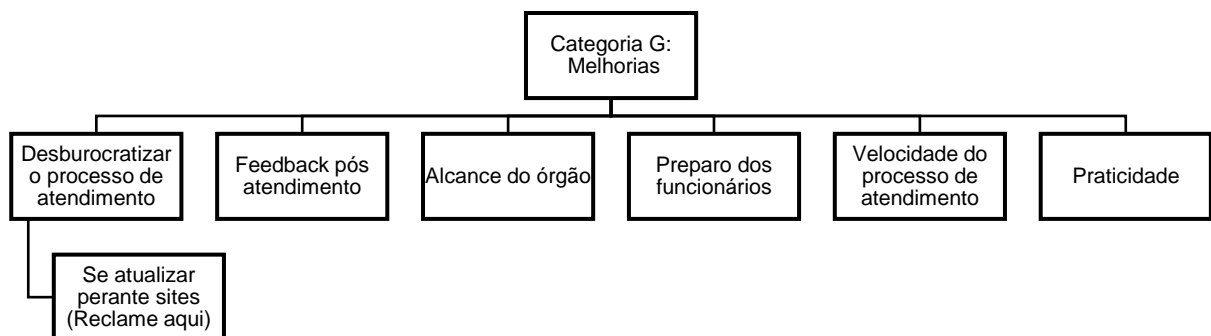 Categoria G:
Melhorias
Desburocratizar
o processo de
atendimento
Feedback pós
atendimento
Alcance do órgão
Preparo dos
funcionários
Velocidade do
processo de
atendimento
Praticidade
Se atualizar
perante sites
(Reclame aqui)